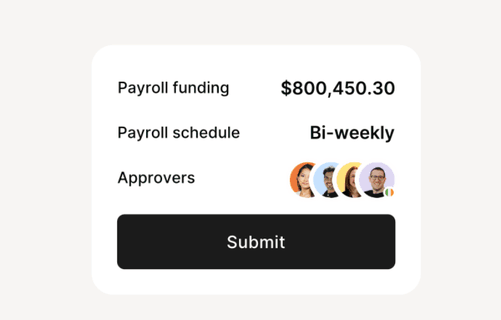 Payroll funding $800,450.30
Payroll schedule Bi-weekly
Approvers
Submit